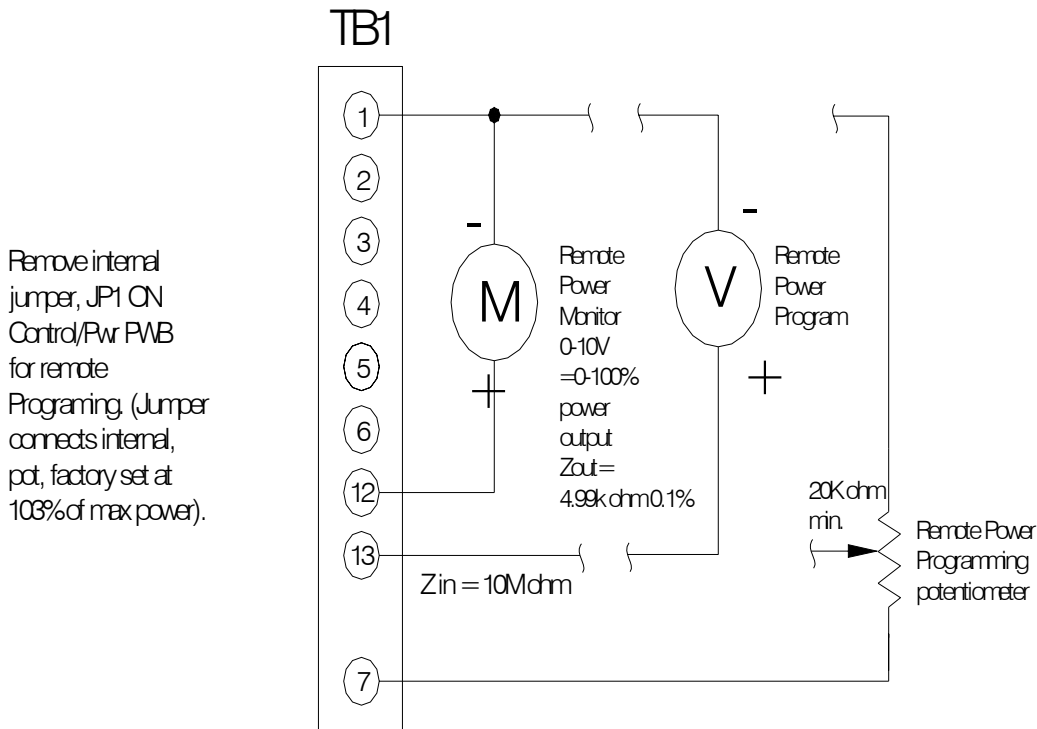 TB1
1
2
3
4
5
6
12
13
7
Remove internal
jumper, JP1 ON
Control/Pwr PWB
for remote
Programing. (Jumper
connects internal,
pot, factory set at
103% of max power).
-
M
+
Remote
Power
Monitor
0-10V
=0-100%
power
output
Zout=
4.99k ohm 0.1%
-
V
+
Remote
Power
Program
Z in = 10M ohm
20K ohm
min.
Remote Power
Programming
potentiometer